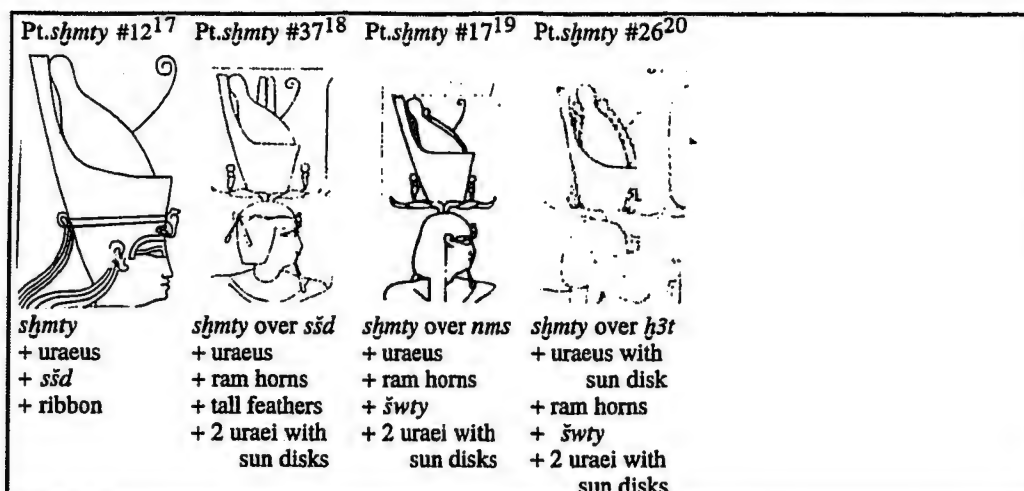 Pt.sḫmty #12¹⁷
sḫmty
+ uraeus
+ sšd
+ ribbon
Pt.sḫmty #37¹⁸
sḫmty over sšd
+ uraeus
+ ram horns
+ tall feathers
+ 2 uraei with
sun disks
Pt.sḫmty #17¹⁹
sḫmty over nms
+ uraeus
+ ram horns
+ šwty
+ 2 uraei with
sun disks
Pt.sḫmty #26²⁰
sḫmty over ḫ3t
+ uraeus with
sun disk
+ ram horns
+ šwty
+ 2 uraei with
sun disks